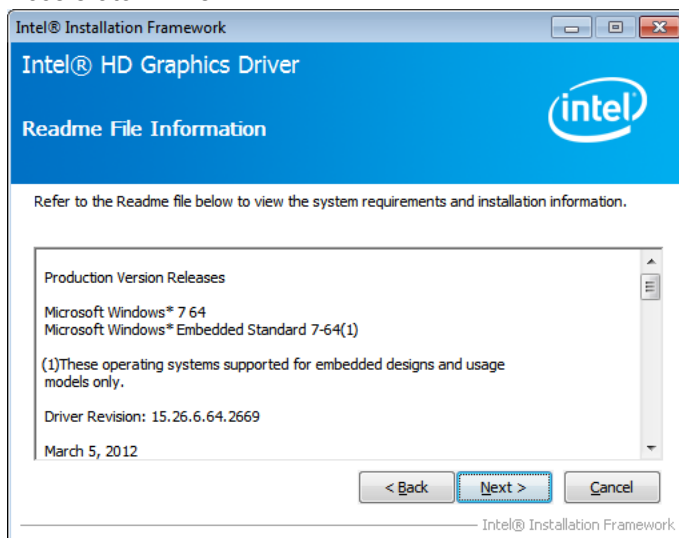 Intel® Installation Framework
Intel® HD Graphics Driver
intel
Readme File Information
Refer to the Readme file below to view the system requirements and installation information.
Production Version Releases
Microsoft Windows* 7 64
Microsoft Windows* Embedded Standard 7-64(1)
(1)These operating systems supported for embedded designs and usage
models only.
Driver Revision: 15.26.6.64.2669
March 5, 2012
< Back
Next >
Cancel
Intel® Installation Framework